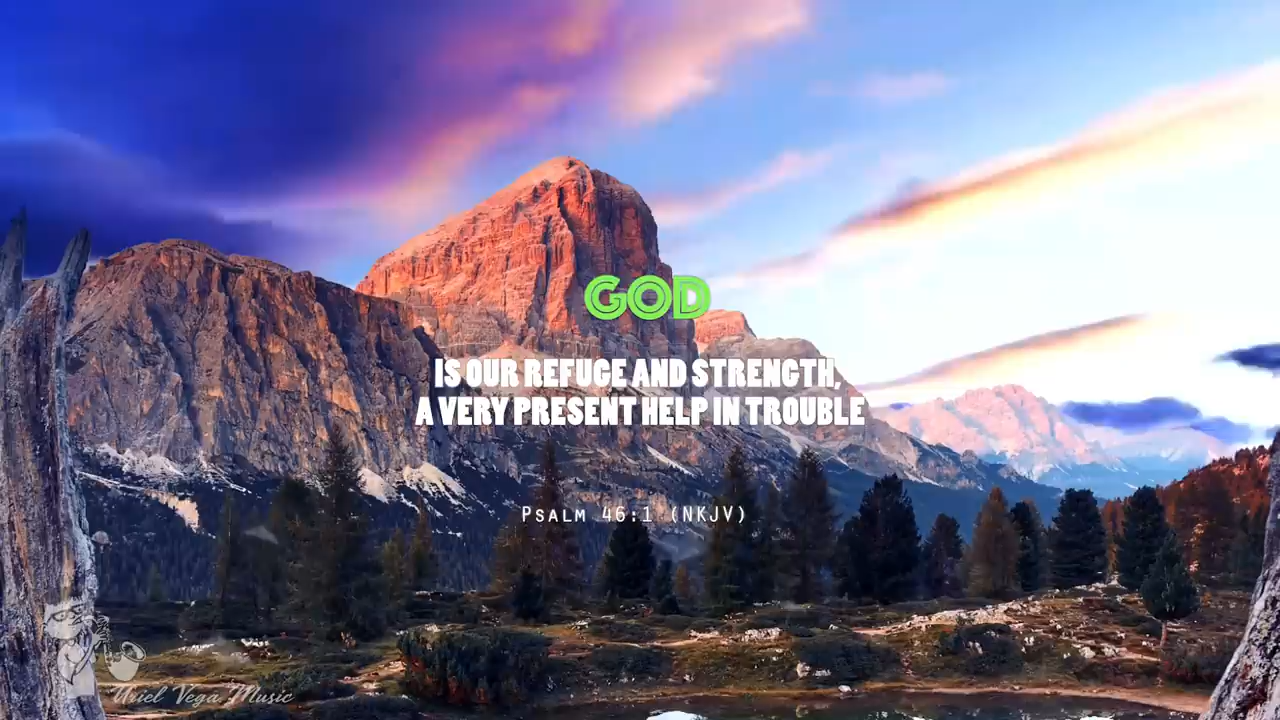 GOD
IS OUR REFUGE AND STRENGTH,
A VERY PRESENT HELP IN TROUBLE
Psalm 46:1 (NKJV)
Uriel Vega Music